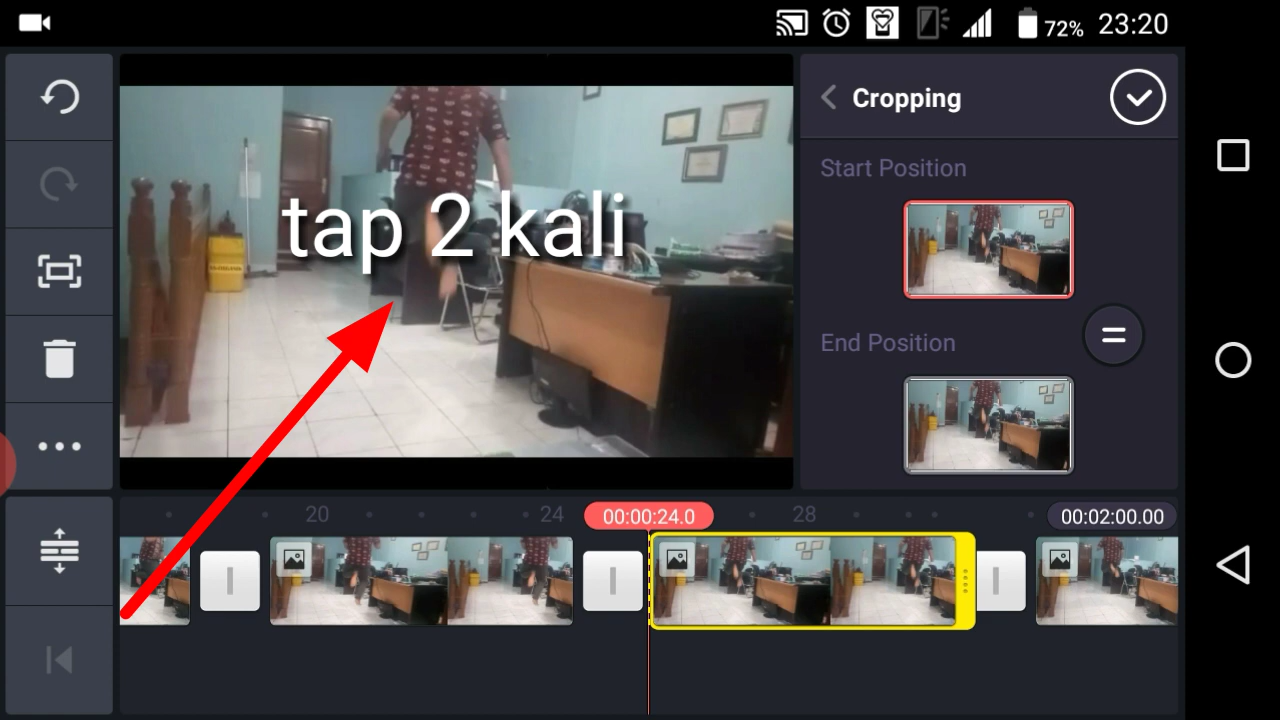 72% 23:20
Cropping
Start Position
tap 2 kali
End Position
20 24 00:00:24.0 28 00:02:00.00